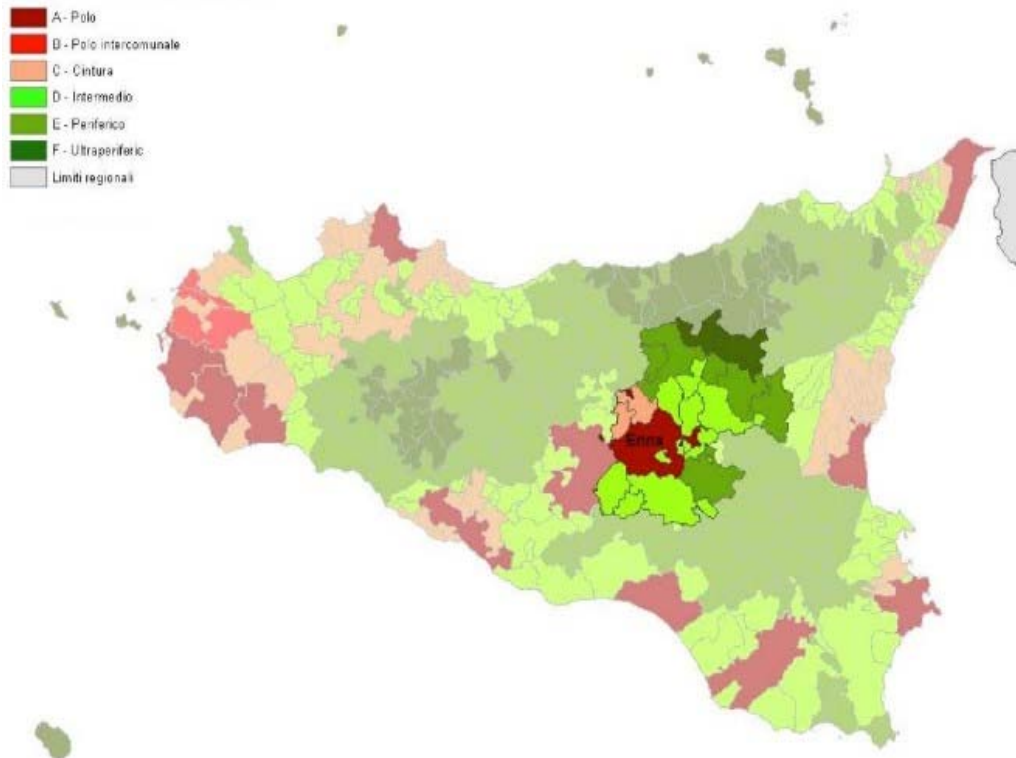 A - Polo
B - Polo intercomunale
C - Cintura
D - Intermedio
E - Periferico
F - Ultraperiferic
Limiti regionali
Enna